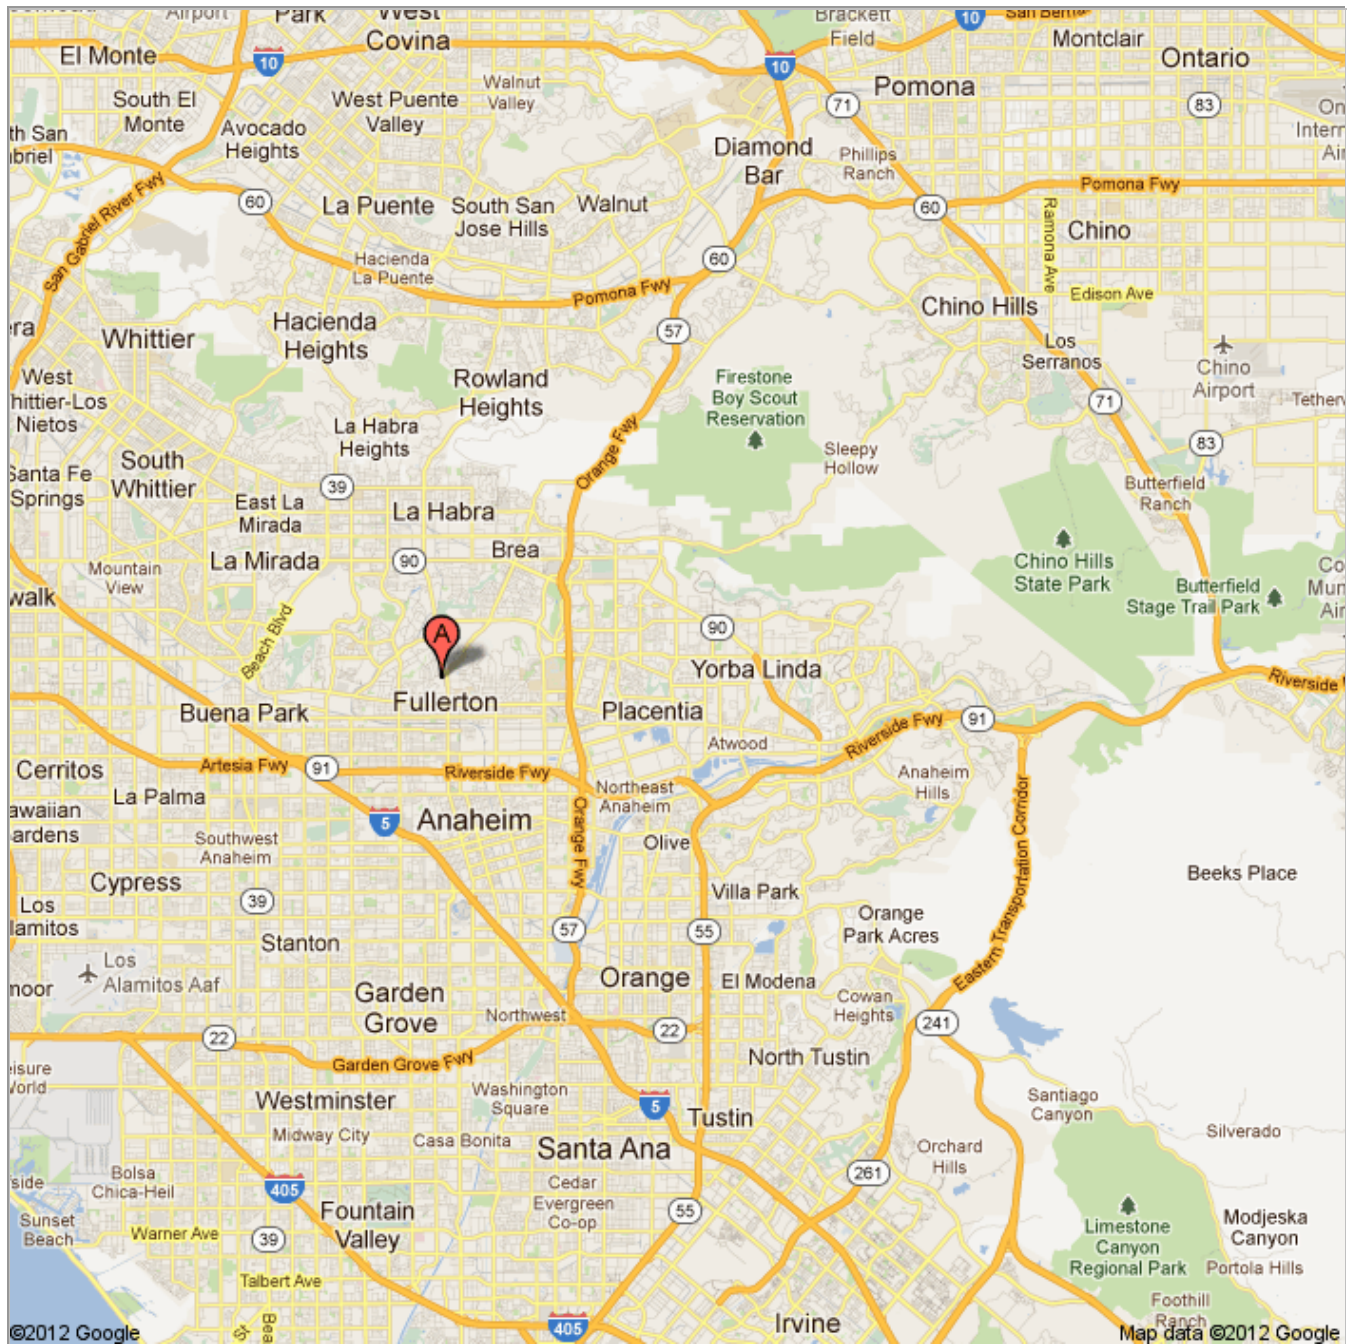 Airport
Park
West
Covina
Brackett
Field
10
San Berna
Montclair
Ontario
El Monte
10
10
Pomona
Walnut
Valley
South El
Monte
West Puente
Valley
71
83
Avocado
Heights
Diamond
Bar
Phillips
Ranch
San Gabriel River Fwy
60
La Puente
South San
Jose Hills
Walnut
60
Pomona Fwy
Ramona Ave
Chino
Hacienda
La Puente
60
Pomona Fwy
Chino Hills
Edison Ave
Whittier
Hacienda
Heights
57
Los
Serranos
Chino
Airport
West
Nietos
Rowland
Heights
Firestone
Boy Scout
Reservation
71
La Habra
Heights
Orange Fwy
Sleepy
Hollow
83
South
Whittier
Santa Fe
Springs
39
East La
Mirada
La Habra
Butterfield
Ranch
La Mirada
90
Brea
Chino Hills
State Park
Mountain
View
Butterfield
Stage Trail Park
Beach Blvd
A
90
Yorba Linda
Fullerton
Riverside
Buena Park
Placentia
91
Riverside Fwy
Atwood
Cerritos
Artesia Fwy
91
Riverside Fwy
Northeast
Anaheim
Anaheim
Hills
La Palma
5
Anaheim
Orange Fwy
Olive
Southwest
Anaheim
Eastern Transportation Corridor
Beeks Place
Cypress
39
Villa Park
Los
Orange
Park Acres
Stanton
57
55
Los
Alamitos Aaf
Orange
El Modena
Garden
Grove
Northwest
Cowan
Heights
241
22
22
Garden Grove Fwy
North Tustin
Westminster
Washington
Square
5
Tustin
Santiago
Canyon
Midway City
Casa Bonita
Santa Ana
Silverado
Orchard
Hills
Bolsa
Chica-Heil
405
Cedar
Evergreen
Co-op
261
Sunset
Beach
Warner Ave
39
Fountain
Valley
55
Limestone
Canyon
Regional Park
Modjeska
Canyon
Portola Hills
Talbert Ave
405
Irvine
Foothill
Ranch
©2012 Google
Map data ©2012 Google